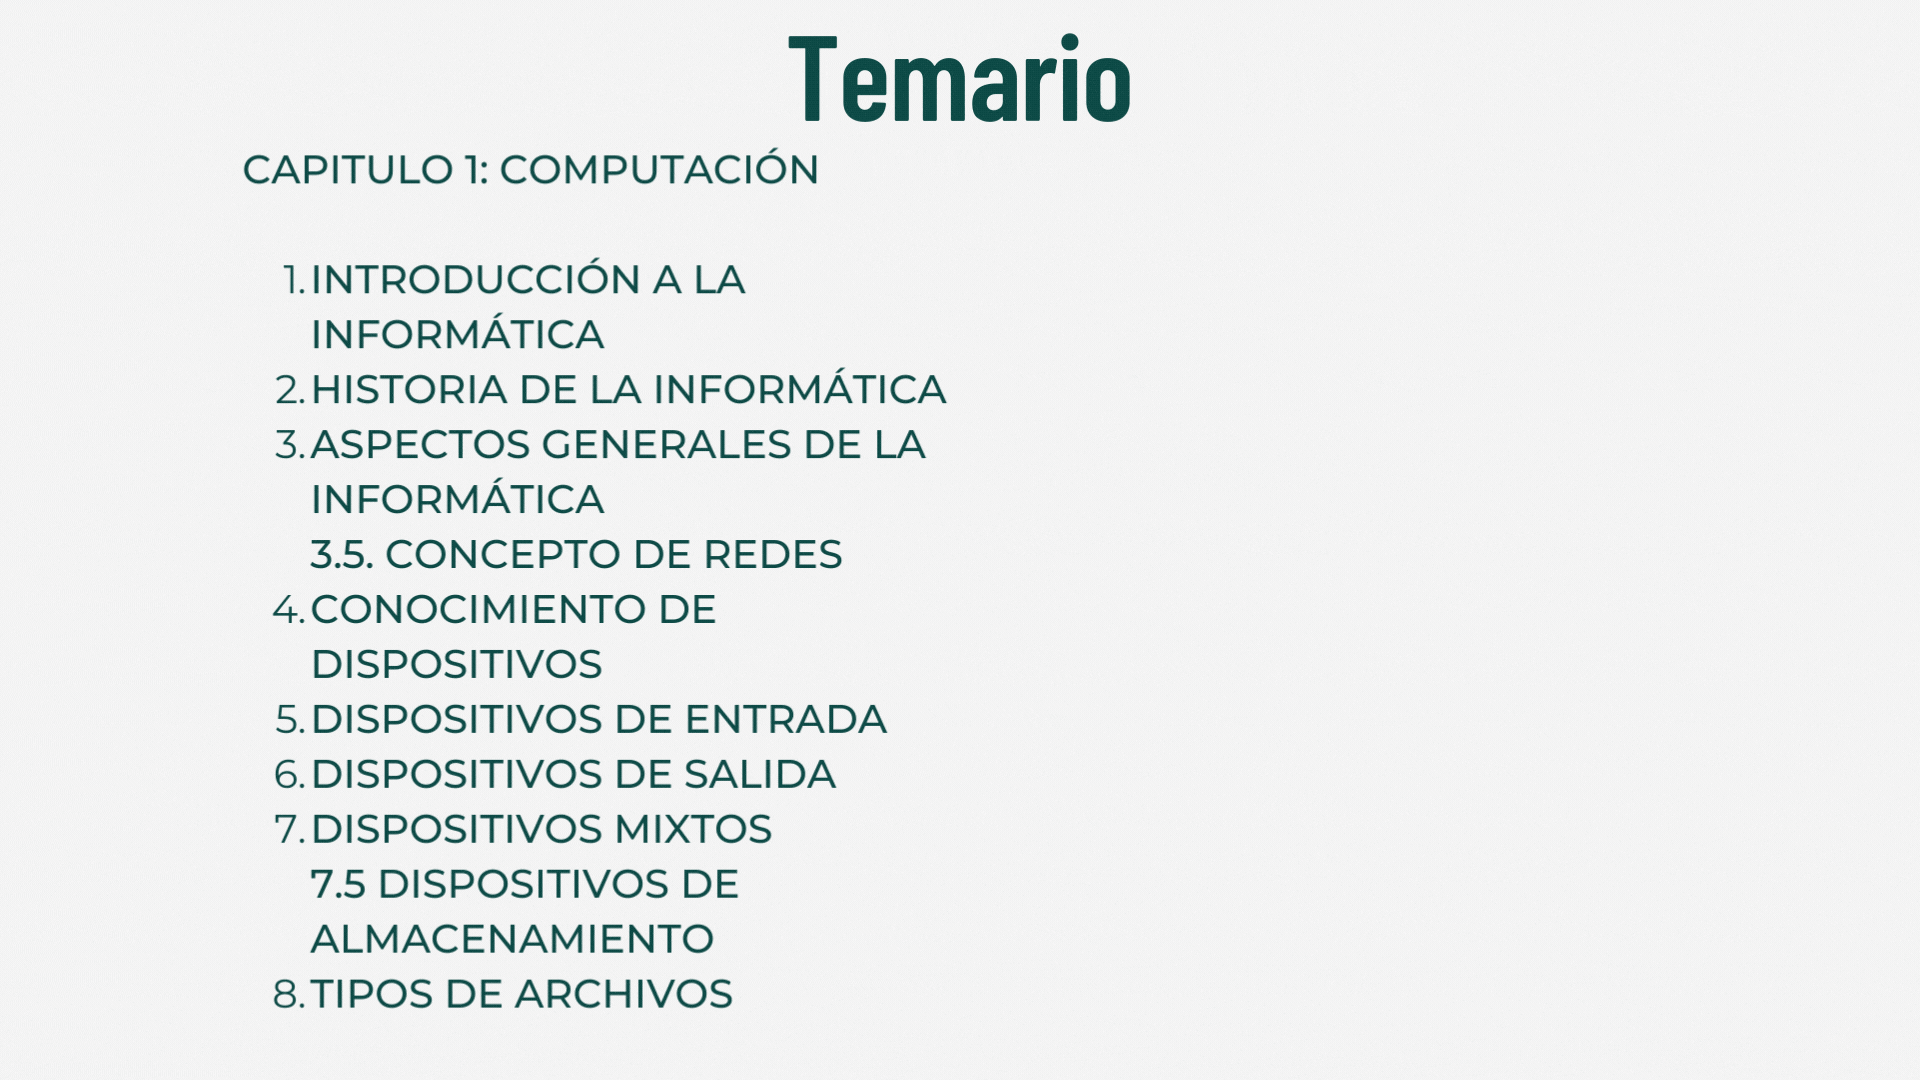 Temario
CAPITULO 1: COMPUTACIÓN
1. INTRODUCCIÓN A LA
INFORMÁTICA
2. HISTORIA DE LA INFORMÁTICA
3. ASPECTOS GENERALES DE LA
INFORMÁTICA
3.5. CONCEPTO DE REDES
4. CONOCIMIENTO DE
DISPOSITIVOS
5. DISPOSITIVOS DE ENTRADA
6. DISPOSITIVOS DE SALIDA
7. DISPOSITIVOS MIXTOS
7.5 DISPOSITIVOS DE
ALMACENAMIENTO
8. TIPOS DE ARCHIVOS